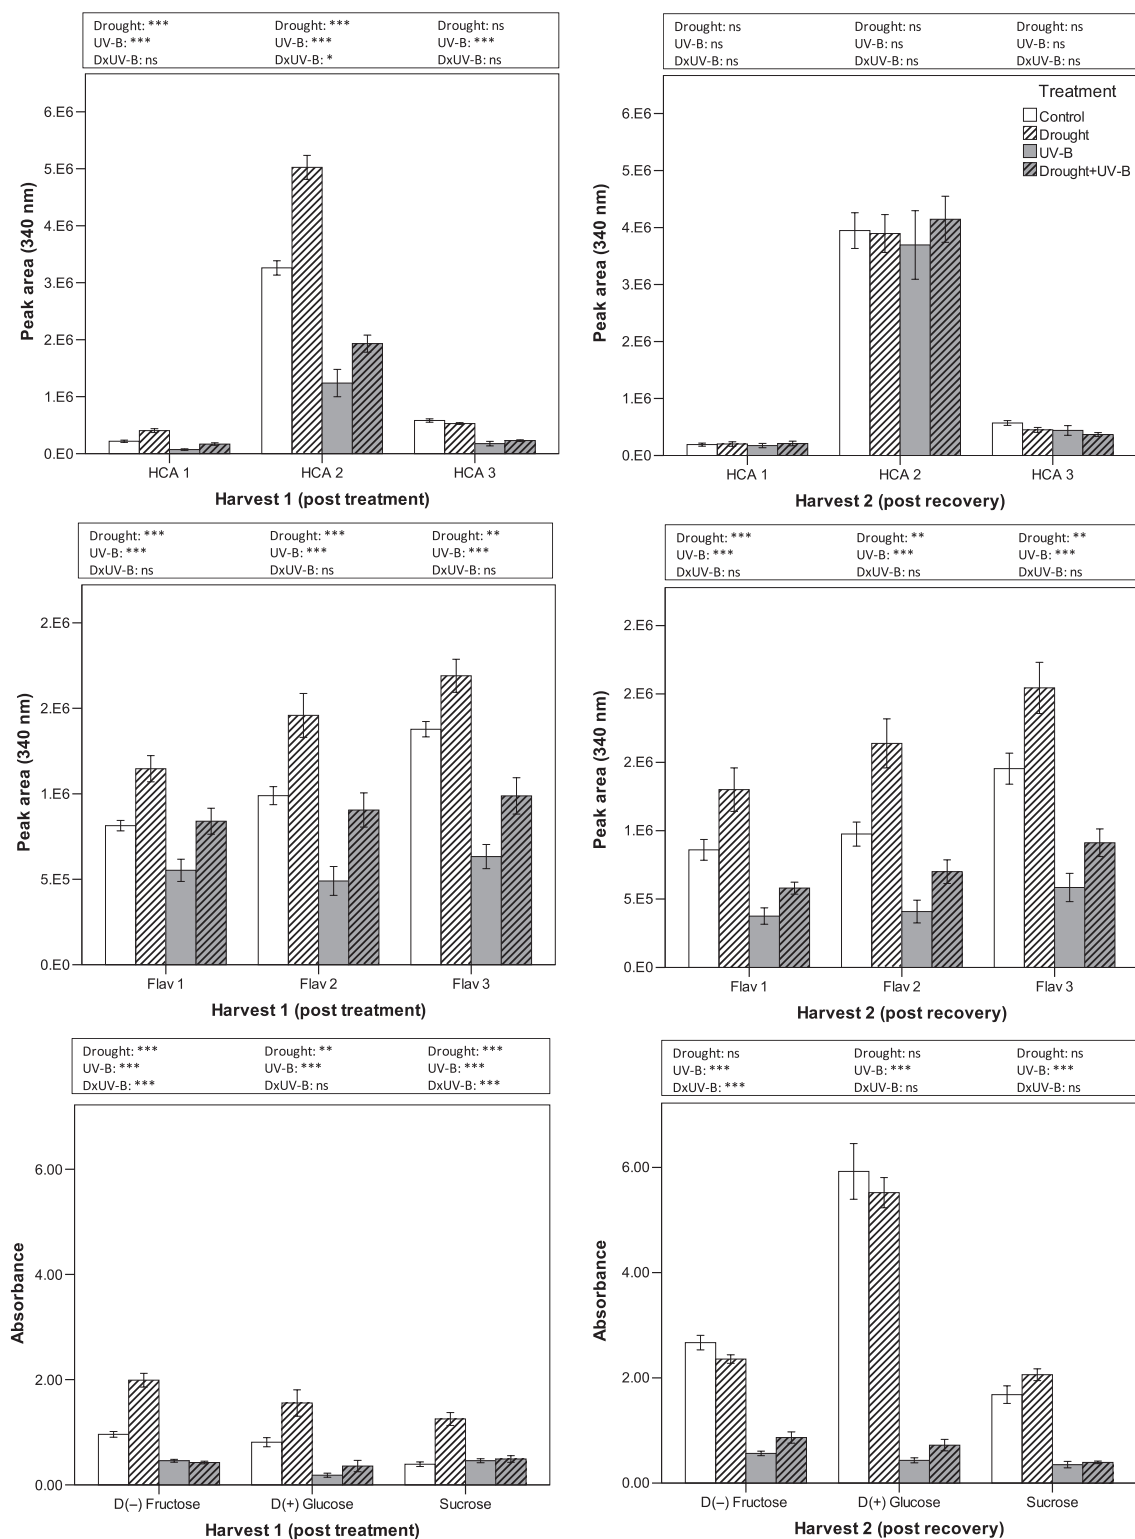 Drought: *** Drought: *** Drought: ns
UV-B: *** UV-B: *** UV-B: ***
DxUV-B: ns DxUV-B: * DxUV-B: ns
6.E6
5.E6
4.E6
3.E6
2.E6
1.E6
0.E0
Peak area (340 nm)
HCA 1 HCA 2 HCA 3
Harvest 1 (post treatment)
Drought: ns Drought: ns Drought: ns
UV-B: ns UV-B: ns UV-B: ns
DxUV-B: ns DxUV-B: ns DxUV-B: ns
Treatment
Control
Drought
UV-B
Drought+UV-B
6.E6
5.E6
4.E6
3.E6
2.E6
1.E6
0.E0
Peak area (340 nm)
HCA 1 HCA 2 HCA 3
Harvest 2 (post recovery)
Drought: *** Drought: *** Drought: **
UV-B: *** UV-B: *** UV-B: ***
DxUV-B: ns DxUV-B: ns DxUV-B: ns
2.E6
2.E6
1.E6
5.E5
0.E0
Peak area (340 nm)
Flav 1 Flav 2 Flav 3
Harvest 1 (post treatment)
Drought: *** Drought: ** Drought: **
UV-B: *** UV-B: *** UV-B: ***
DxUV-B: ns DxUV-B: ns DxUV-B: ns
2.E6
2.E6
2.E6
1.E6
5.E5
0.E0
Peak area (340 nm)
Flav 1 Flav 2 Flav 3
Harvest 2 (post recovery)
Drought: *** Drought: ** Drought: ***
UV-B: *** UV-B: *** UV-B: ***
DxUV-B: *** DxUV-B: ns DxUV-B: ***
6.00
4.00
2.00
0.00
Absorbance
D(–) Fructose D(+) Glucose Sucrose
Harvest 1 (post treatment)
Drought: ns Drought: ns Drought: ns
UV-B: *** UV-B: *** UV-B: ***
DxUV-B: *** DxUV-B: ns DxUV-B: ns
6.00
4.00
2.00
0.00
Absorbance
D(–) Fructose D(+) Glucose Sucrose
Harvest 2 (post recovery)